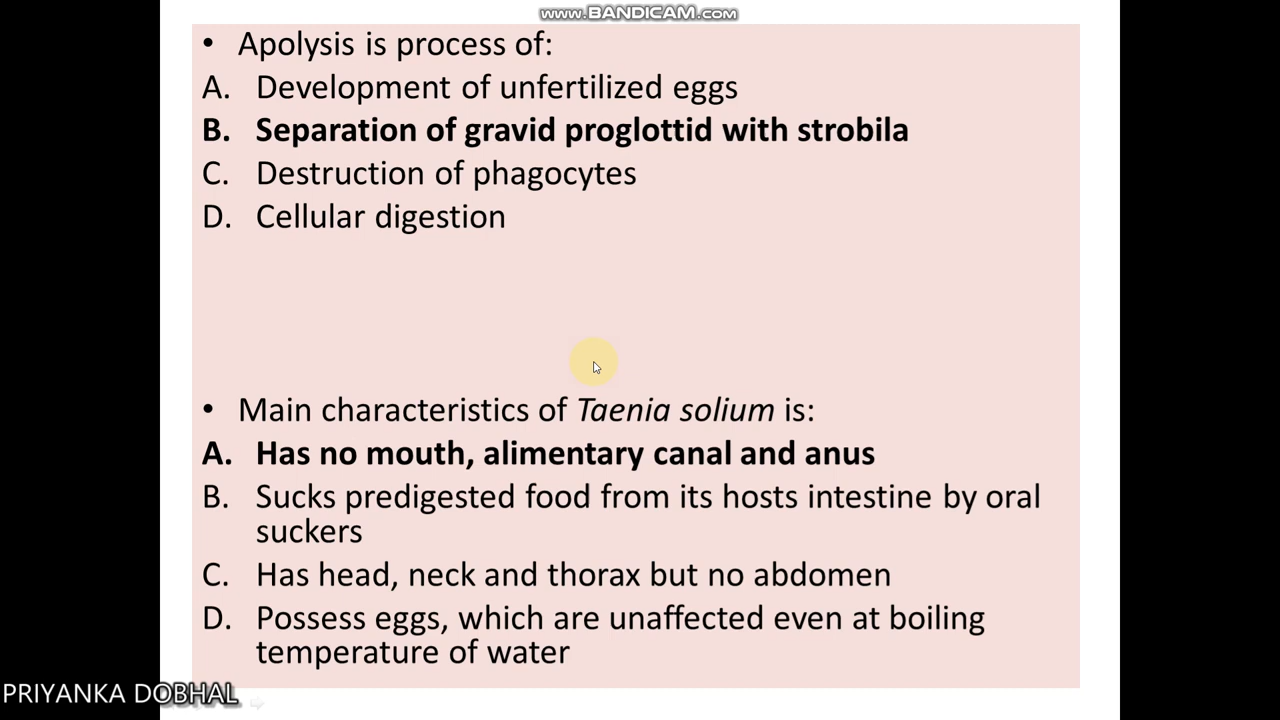 www.BANDICAM.com
• Apolysis is process of:
A. Development of unfertilized eggs
B. Separation of gravid proglottid with strobila
C. Destruction of phagocytes
D. Cellular digestion
• Main characteristics of Taenia solium is:
A. Has no mouth, alimentary canal and anus
B. Sucks predigested food from its hosts intestine by oral
suckers
C. Has head, neck and thorax but no abdomen
D. Possess eggs, which are unaffected even at boiling
temperature of water
PRIYANKA DOBHAL